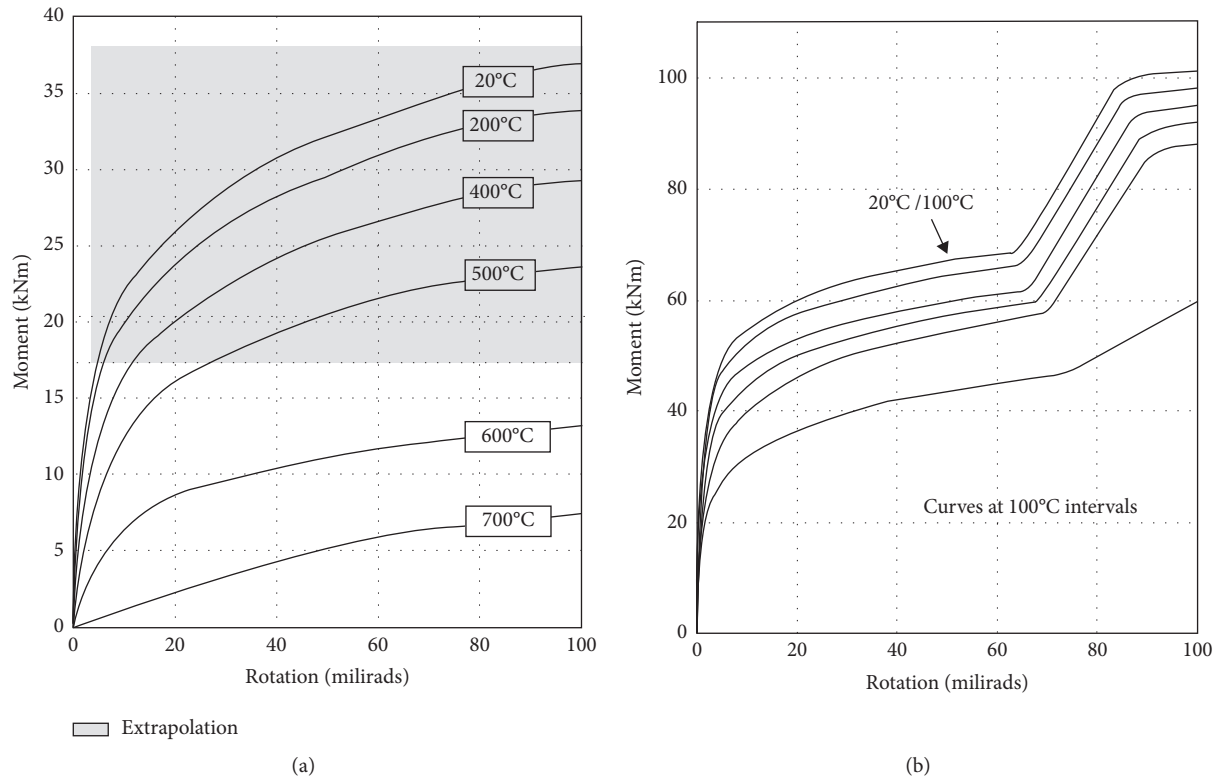 40
35
30
25
20
15
10
5
0
Moment (kNm)
20°C
200°C
400°C
500°C
600°C
700°C
0 20 40 60 80 100
Rotation (milirads)
Extrapolation
(a)
100
80
60
40
20
0
Moment (kNm)
20°C /100°C
Curves at 100°C intervals
0 20 40 60 80 100
Rotation (milirads)
(b)